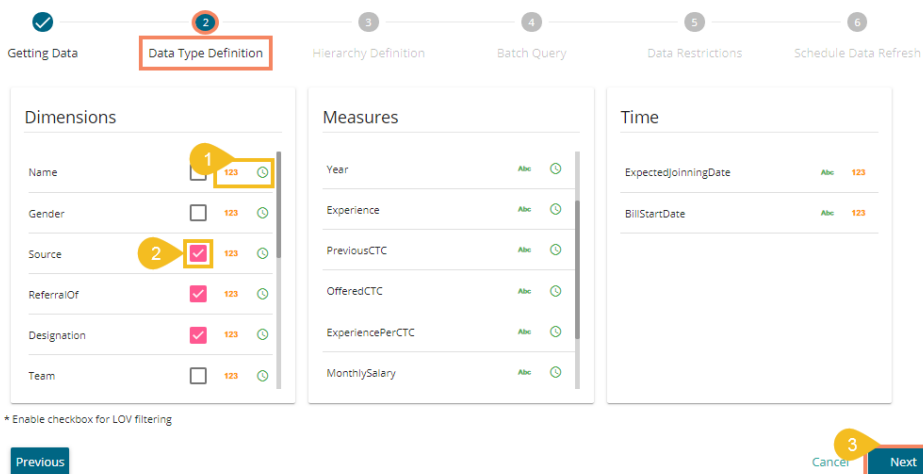 2 3 4 5 6
Getting Data Data Type Definition Hierarchy Definition Batch Query Data Restrictions Schedule Data Refresh
Dimensions
Name 1 123
Gender 123
Source 2 123
ReferralOf 123
Designation 123
Team 123
Measures
Year Abc
Experience Abc
PreviousCTC Abc
OfferedCTC Abc
ExperiencePerCTC Abc
MonthlySalary Abc
Time
ExpectedJoinningDate Abc 123
BillStartDate Abc 123
* Enable checkbox for LOV filtering
Previous Cancel 3 Next